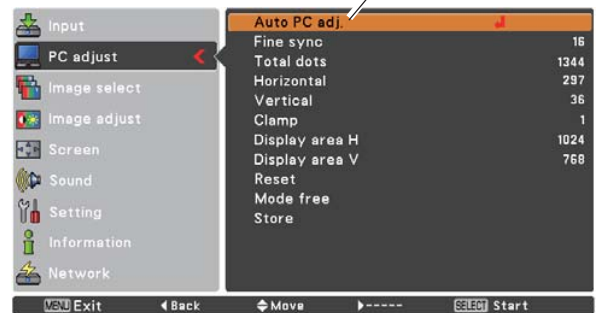 Input
PC adjust
Image select
Image adjust
Screen
Sound
Setting
Information
Network
Auto PC adj.
Fine sync 16
Total dots 1344
Horizontal 297
Vertical 36
Clamp 1
Display area H 1024
Display area V 768
Reset
Mode free
Store
MENU Exit ◀Back Move ▶----- SELECT Start